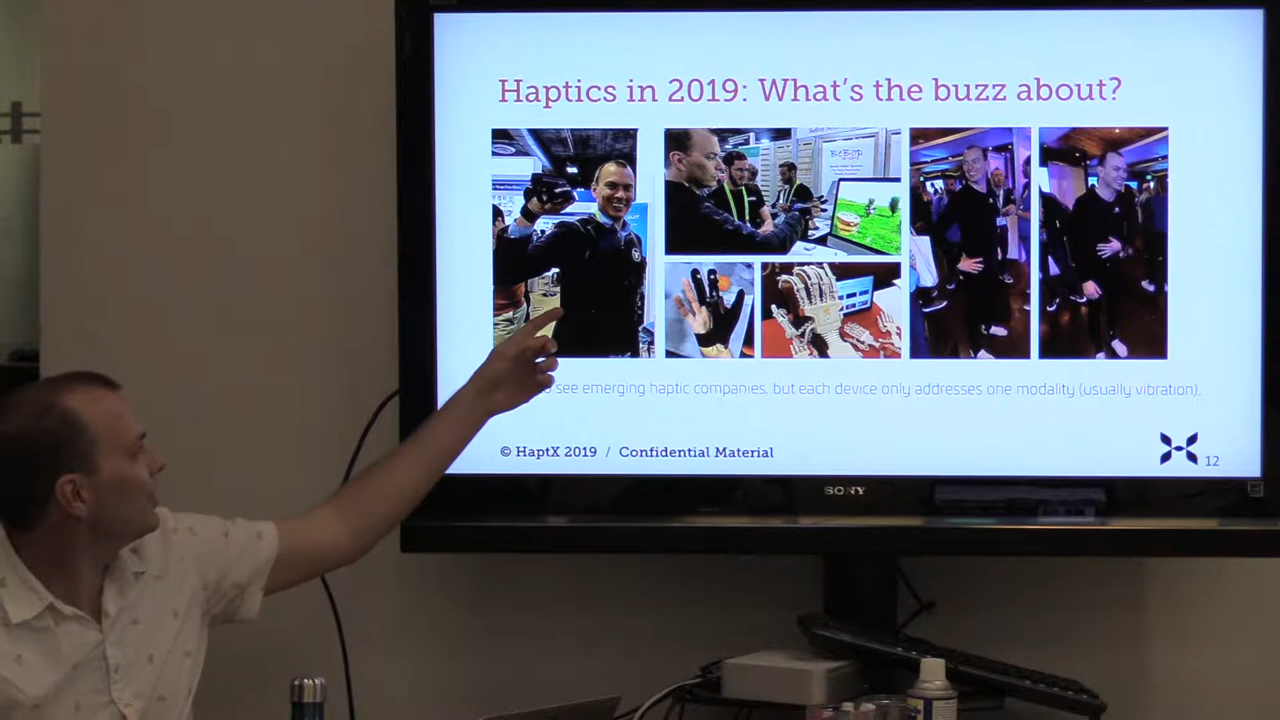 Haptics in 2019: What's the buzz about?
BeBop
see emerging haptic companies, but each device only addresses one modality (usually vibration).
© HaptX 2019 / Confidential Material
12
SONY